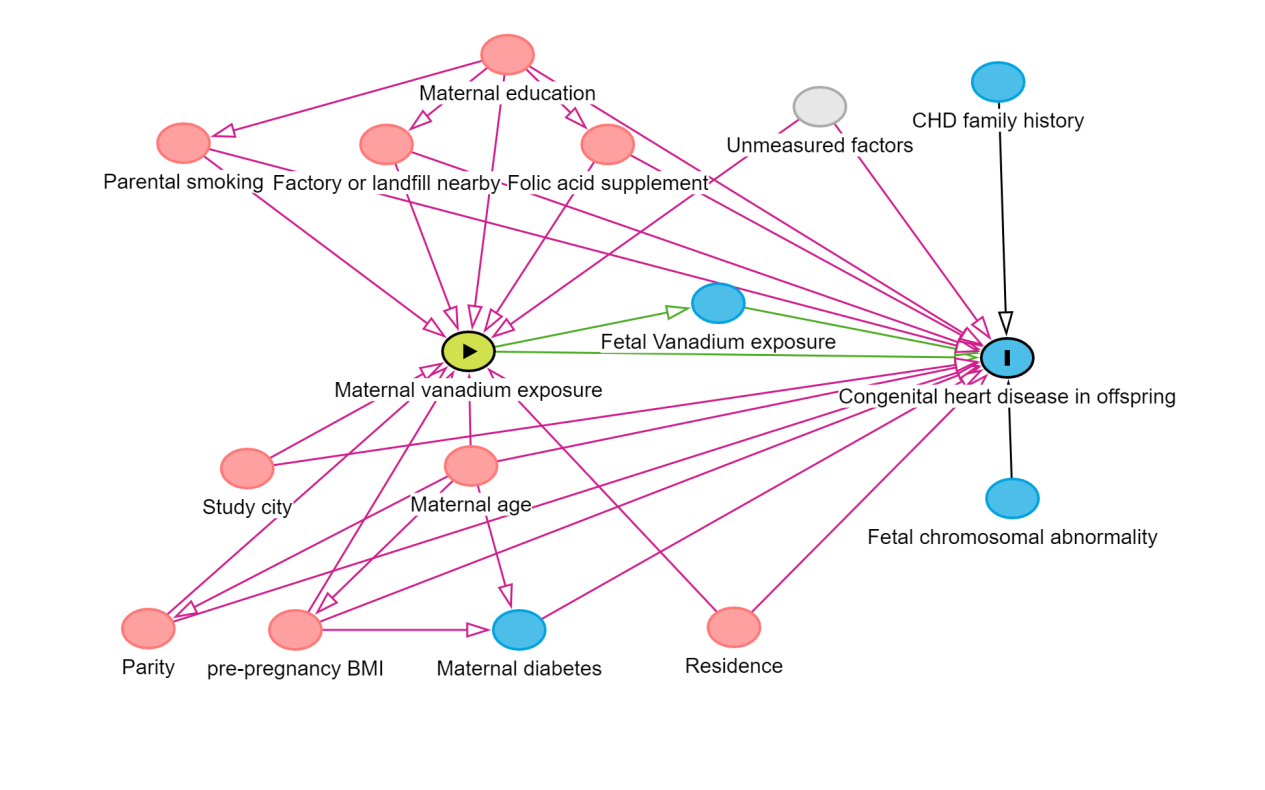 Maternal education
CHD family history
Unmeasured factors
Parental smoking
Factory or landfill nearby
Folic acid supplement
Fetal Vanadium exposure
Maternal vanadium exposure
Congenital heart disease in offspring
Study city
Maternal age
Fetal chromosomal abnormality
Parity
pre-pregnancy BMI
Maternal diabetes
Residence